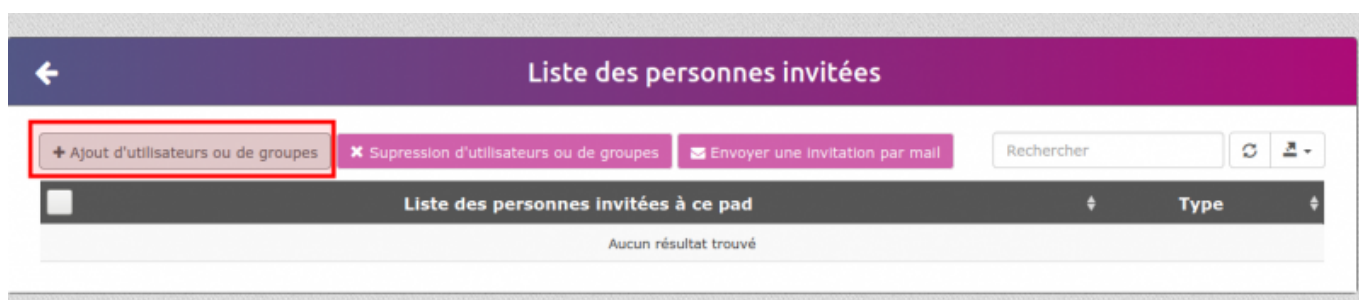 Liste des personnes invitées
+ Ajout d'utilisateurs ou de groupes
Supression d'utilisateurs ou de groupes
Envoyer une invitation par mail
Rechercher
Liste des personnes invitées à ce pad
Type
Aucun résultat trouvé